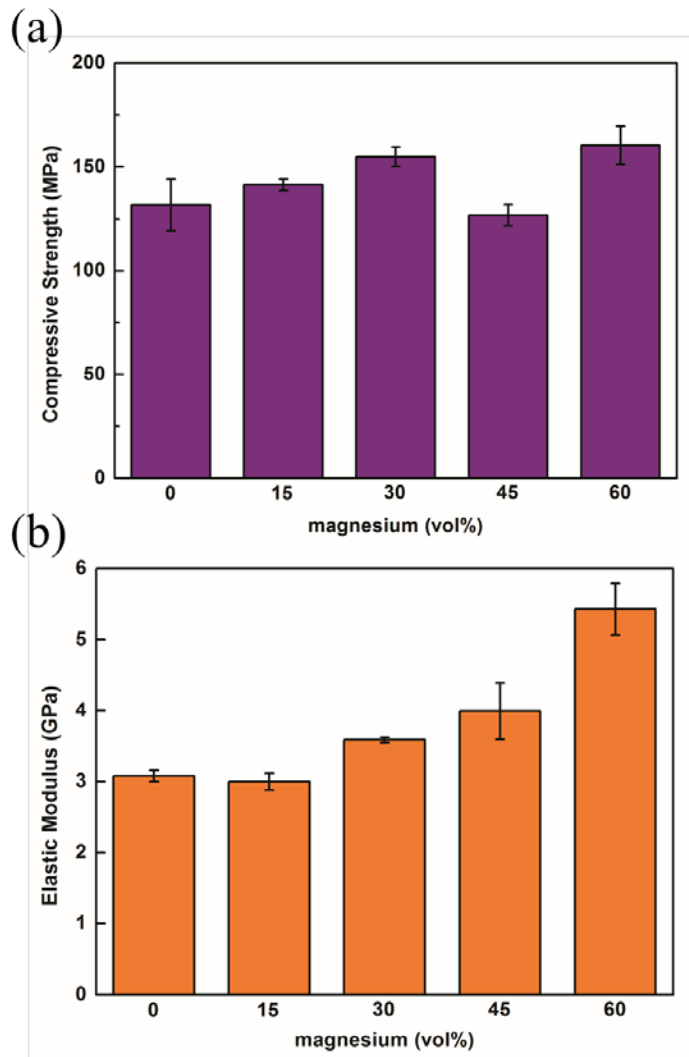 (a)
200
150
100
50
0
Compressive Strength (MPa)
0 15 30 45 60
magnesium (vol%)
(b)
6
5
4
3
2
1
0
Elastic Modulus (GPa)
0 15 30 45 60
magnesium (vol%)